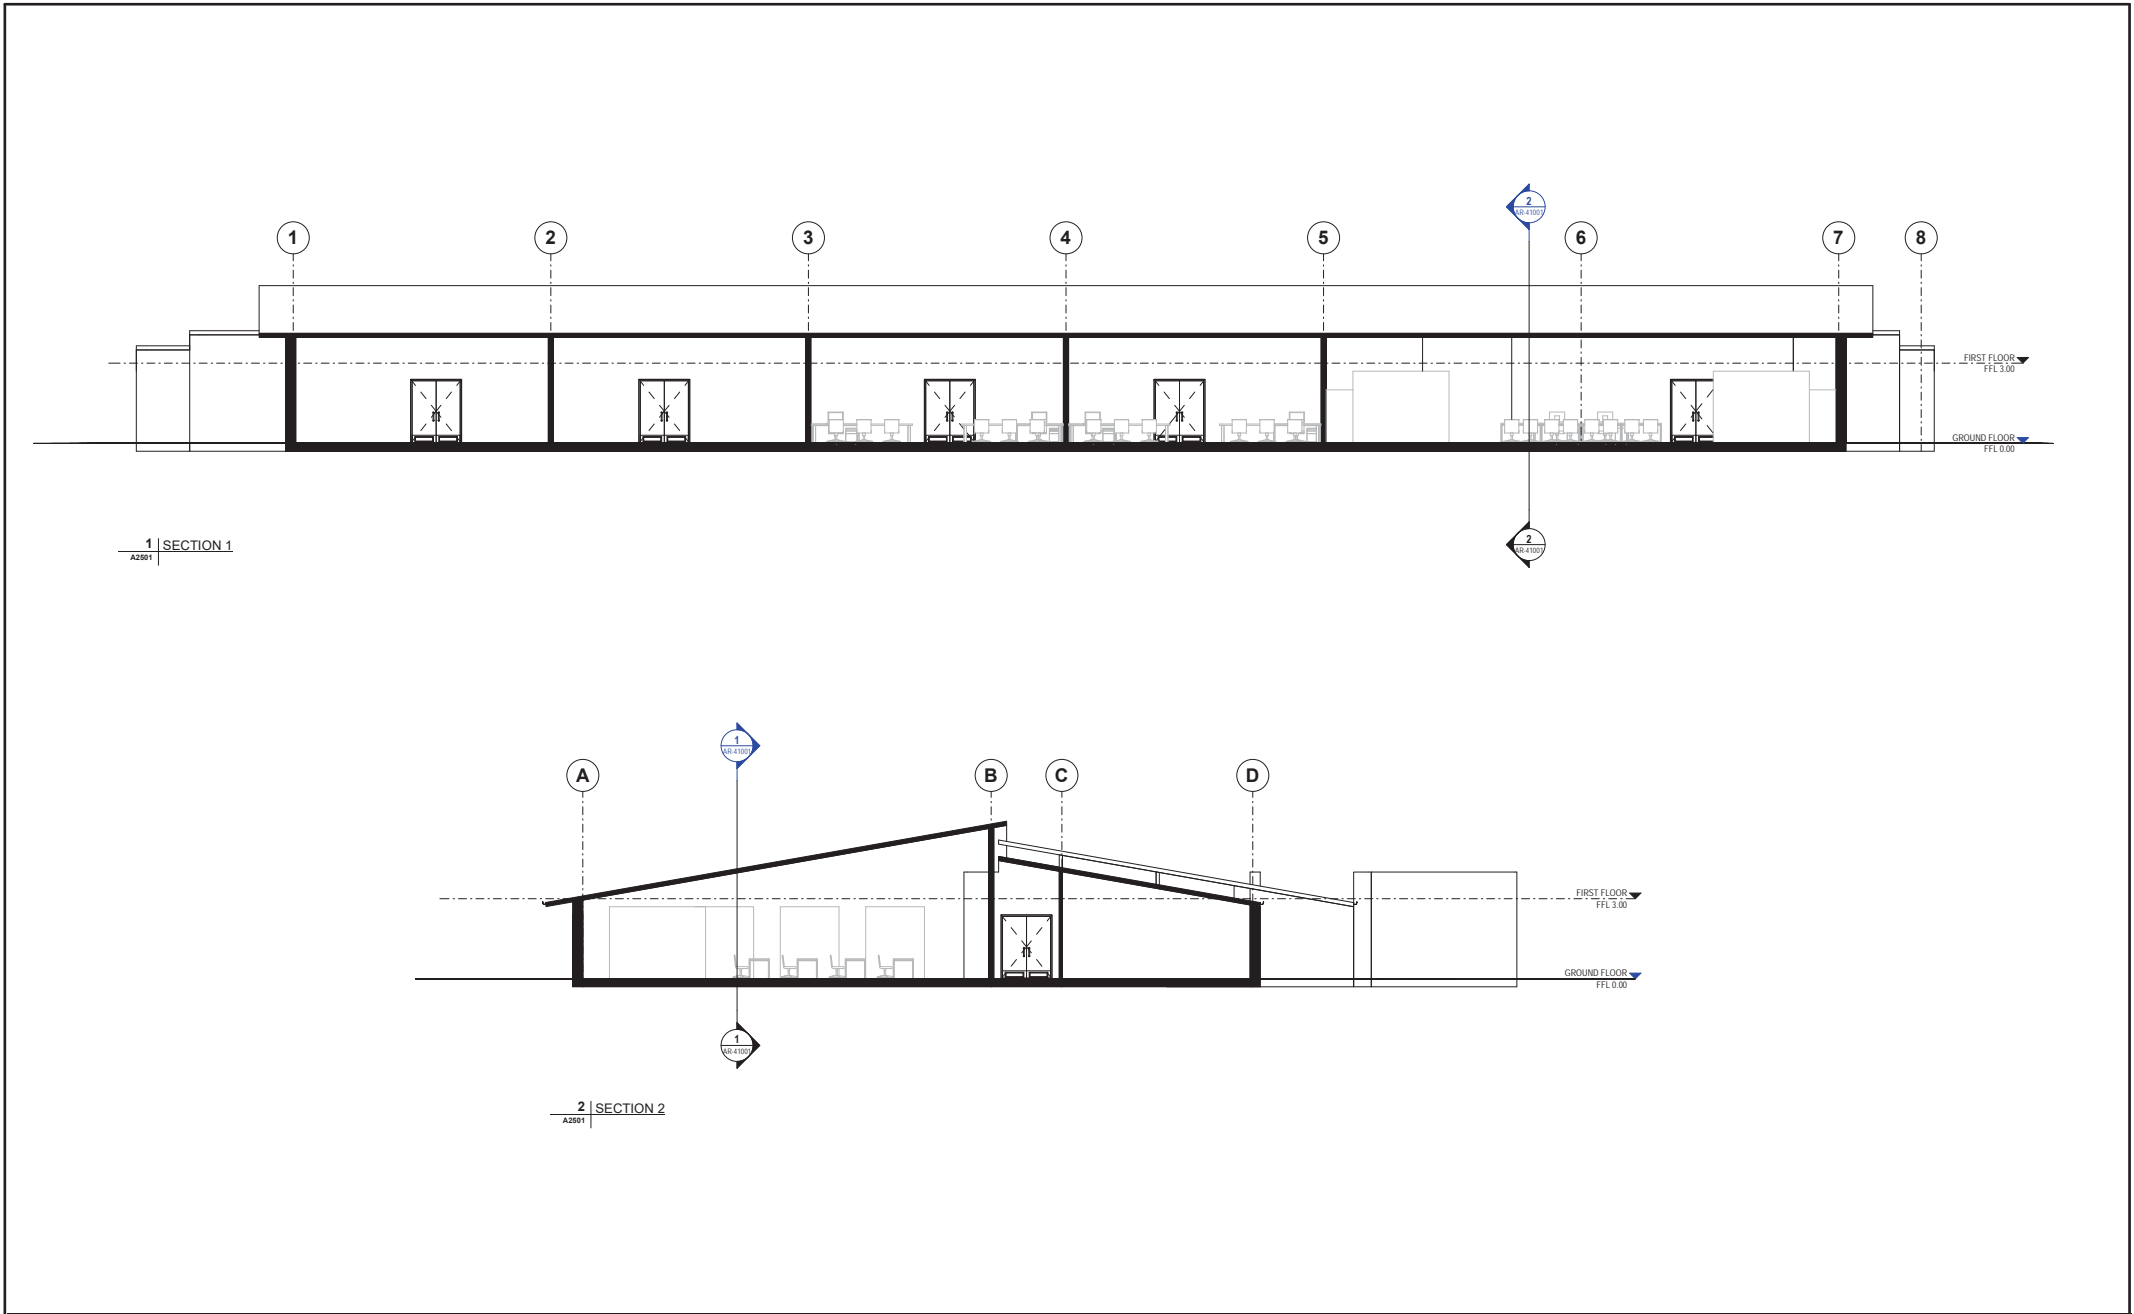 2
AR-41001
1 2 3 4 5 6 7 8
FIRST FLOOR
FFL 3.00
GROUND FLOOR
FFL 0.00
1 SECTION 1
A2501
2
AR-41001
1
AR-41001
A B C D
FIRST FLOOR
FFL 3.00
GROUND FLOOR
FFL 0.00
1
AR-41001
2 SECTION 2
A2501